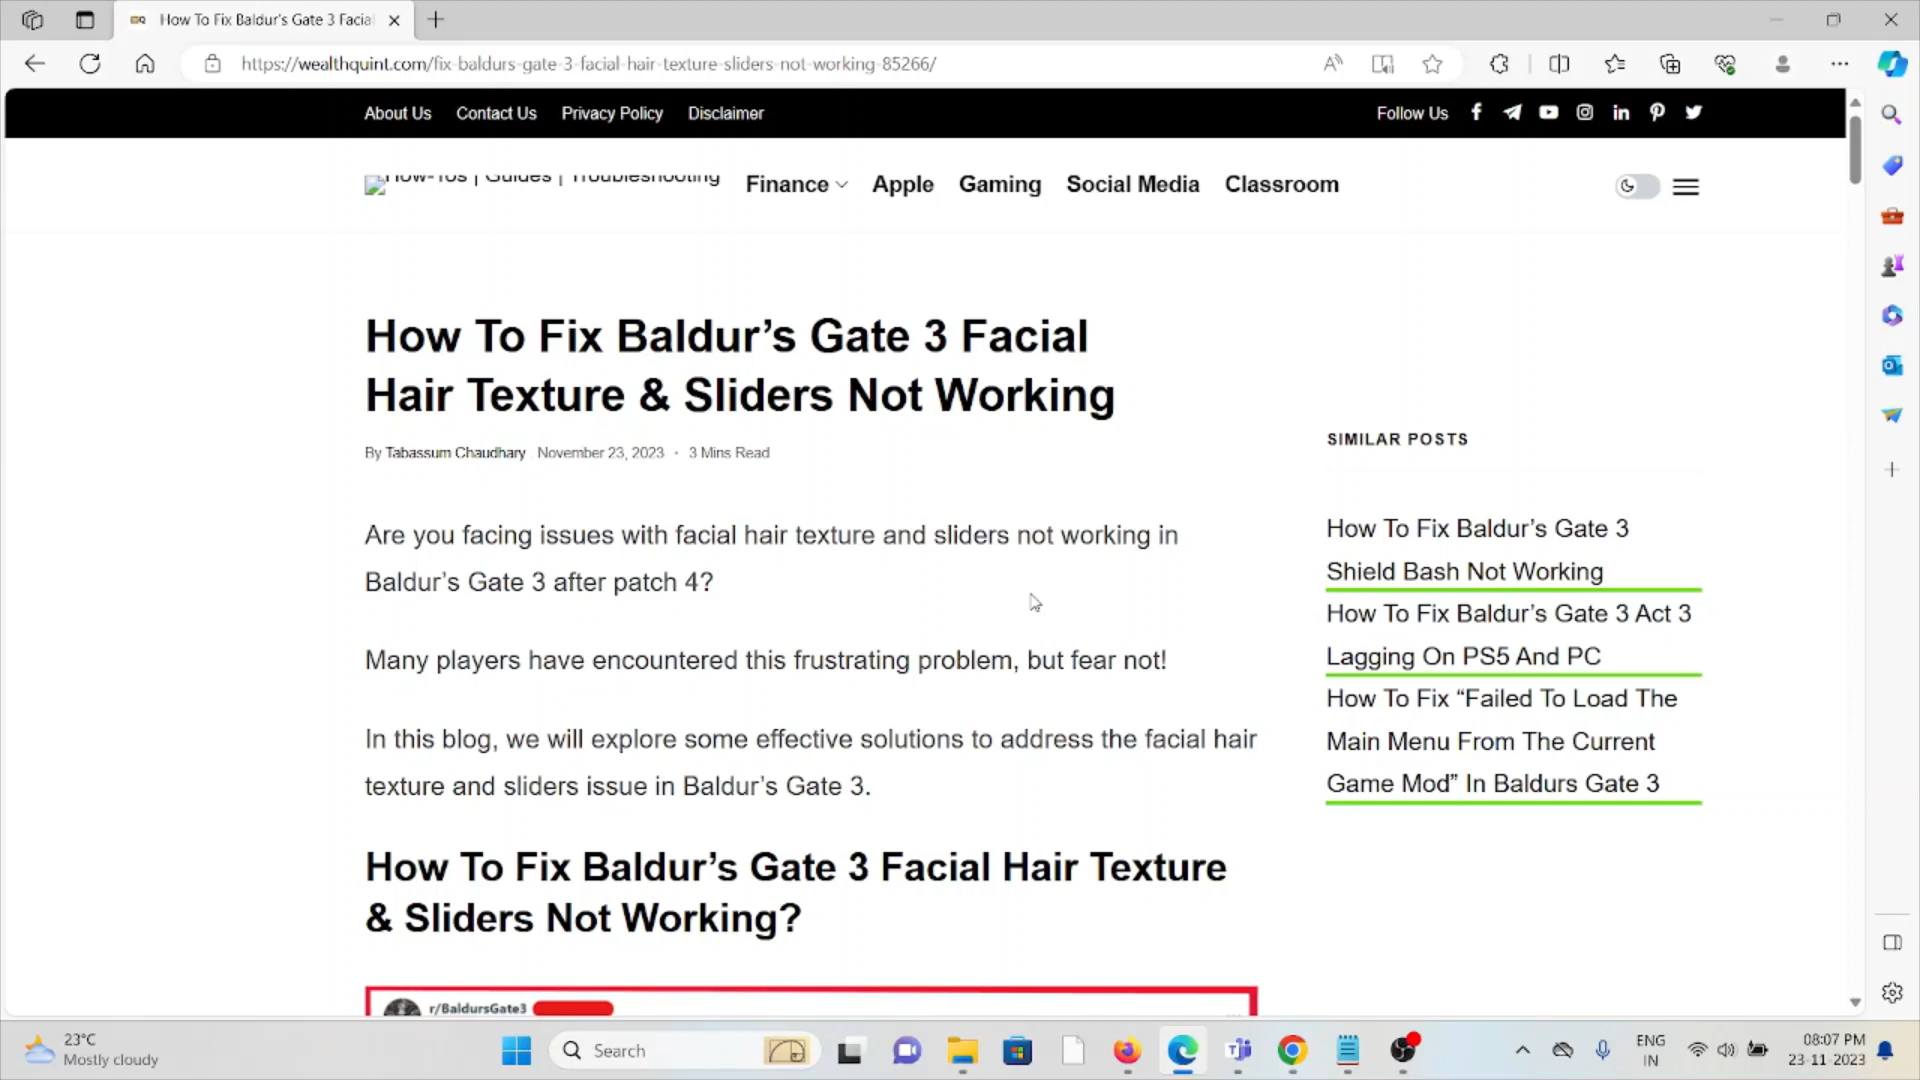 How To Fix Baldur's Gate 3 Facial
https://wealthquint.com/fix-baldurs-gate-3-facial-hair-texture-sliders-not-working-85266/
About Us Contact Us Privacy Policy Disclaimer Follow Us
How-Tos | Guides | Troubleshooting Finance Apple Gaming Social Media Classroom
How To Fix Baldur’s Gate 3 Facial
Hair Texture & Sliders Not Working
By Tabassum Chaudhary November 23, 2023 · 3 Mins Read
Are you facing issues with facial hair texture and sliders not working in
Baldur’s Gate 3 after patch 4?
Many players have encountered this frustrating problem, but fear not!
In this blog, we will explore some effective solutions to address the facial hair
texture and sliders issue in Baldur’s Gate 3.
How To Fix Baldur’s Gate 3 Facial Hair Texture
& Sliders Not Working?
r/BaldursGate3
SIMILAR POSTS
How To Fix Baldur’s Gate 3
Shield Bash Not Working
How To Fix Baldur’s Gate 3 Act 3
Lagging On PS5 And PC
How To Fix “Failed To Load The
Main Menu From The Current
Game Mod” In Baldurs Gate 3
23°C
Mostly cloudy
Search
ENG
IN
08:07 PM
23-11-2023